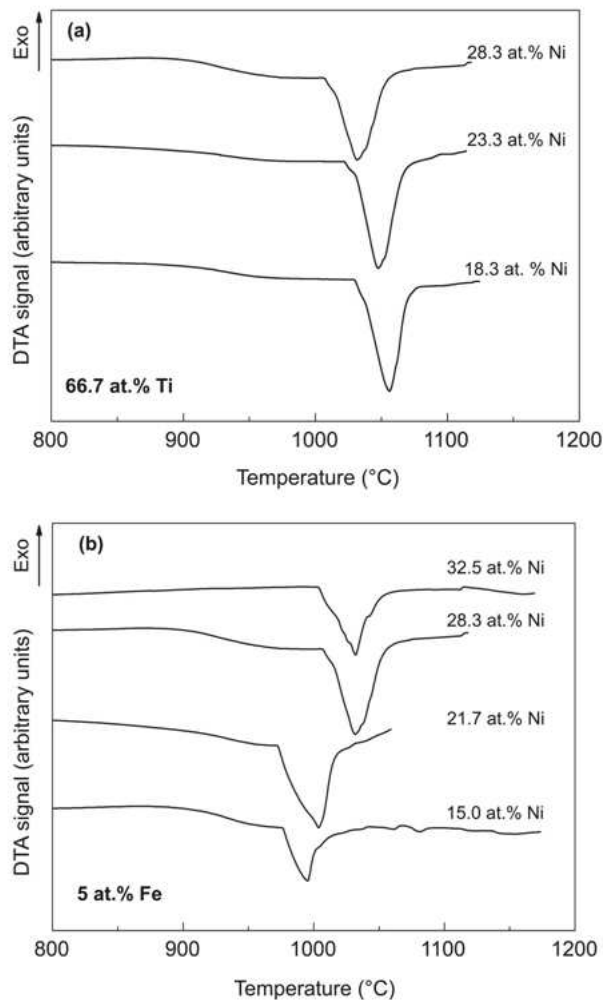 (a)
Exo
DTA signal (arbitrary units)
28.3 at.% Ni
23.3 at.% Ni
18.3 at. % Ni
66.7 at.% Ti
800 900 1000 1100 1200
Temperature (°C)
(b)
Exo
DTA signal (arbitrary units)
32.5 at.% Ni
28.3 at.% Ni
21.7 at.% Ni
15.0 at.% Ni
5 at.% Fe
800 900 1000 1100 1200
Temperature (°C)